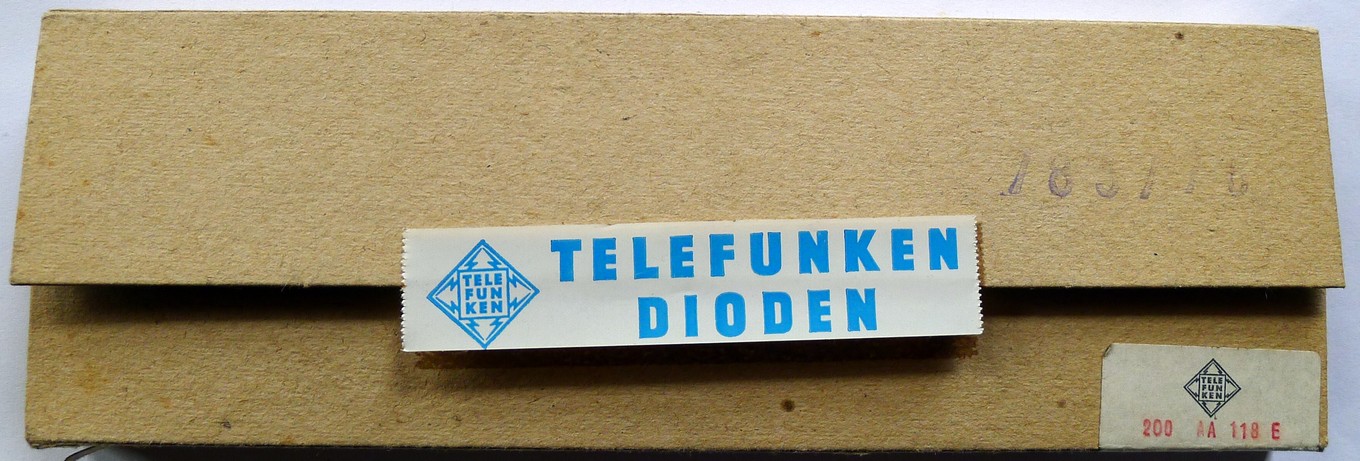 TELE
FUN
KEN
TELEFUNKEN
DIODEN
TELE
FUN
KEN
200 AA 118 E